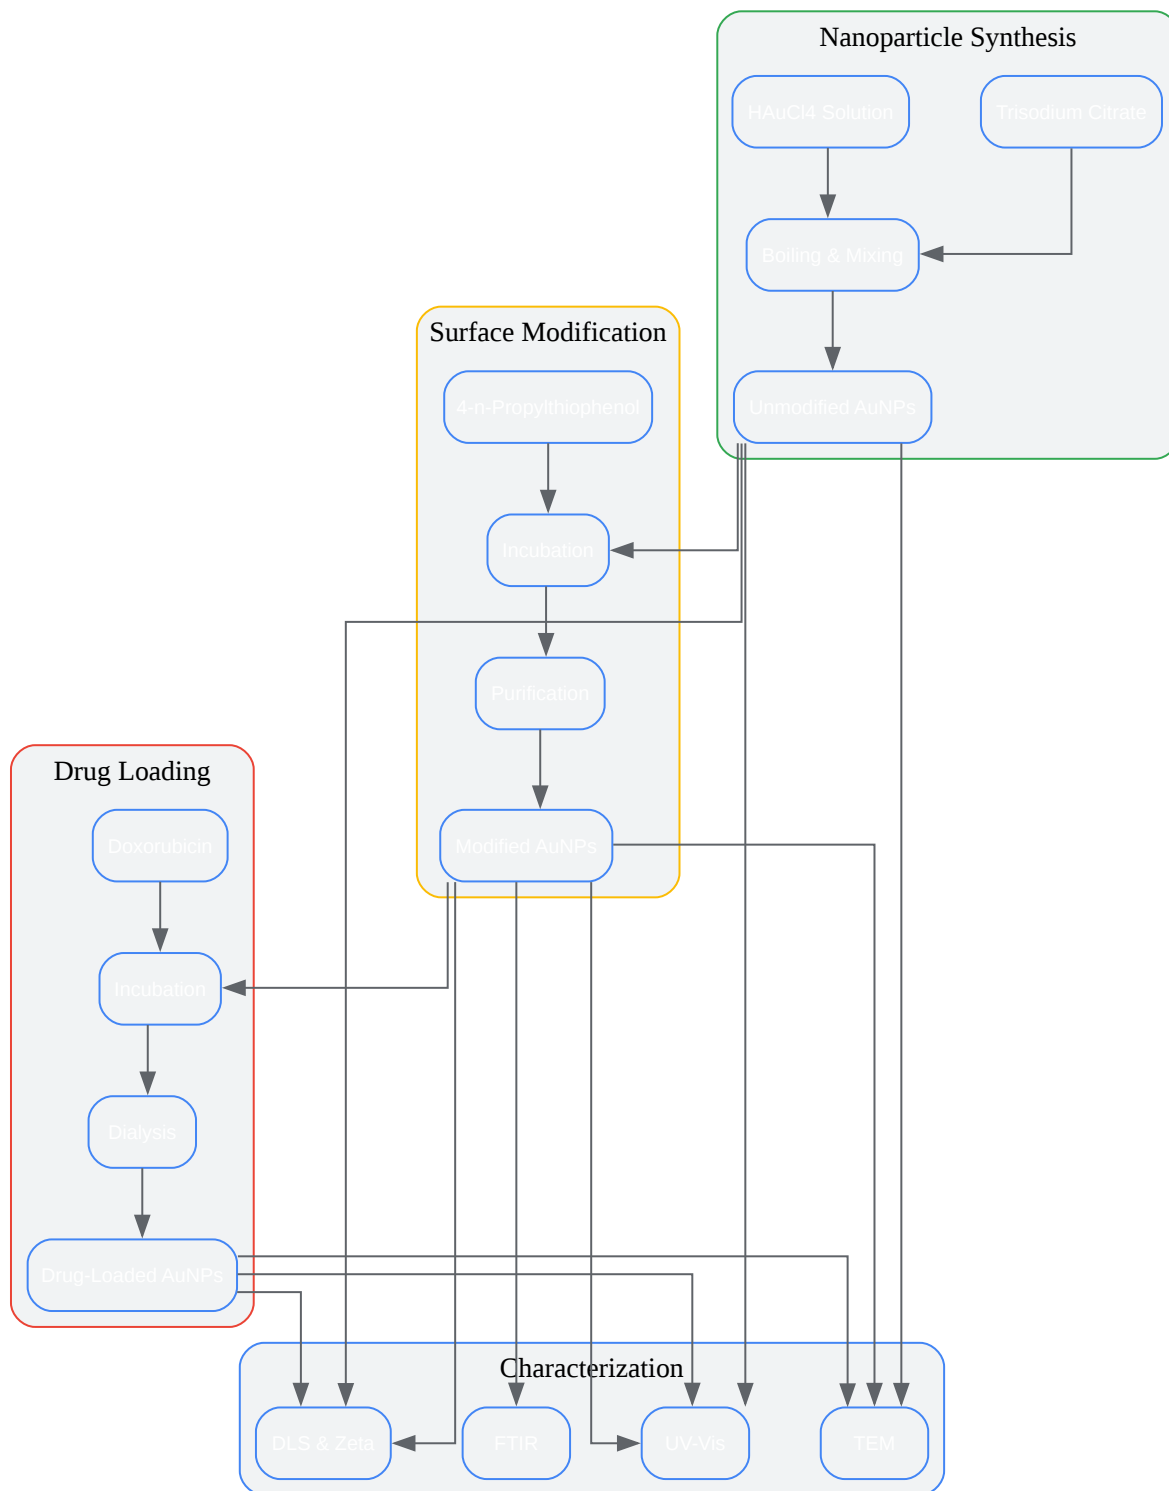 Nanoparticle Synthesis
HAuCl4 Solution
Trisodium Citrate
Boiling & Mixing
Unmodified AuNPs
Surface Modification
4-n-Propylthiophenol
Incubation
Purification
Modified AuNPs
Drug Loading
Doxorubicin
Incubation
Dialysis
Drug-Loaded AuNPs
Characterization
DLS & Zeta
FTIR
UV-Vis
TEM